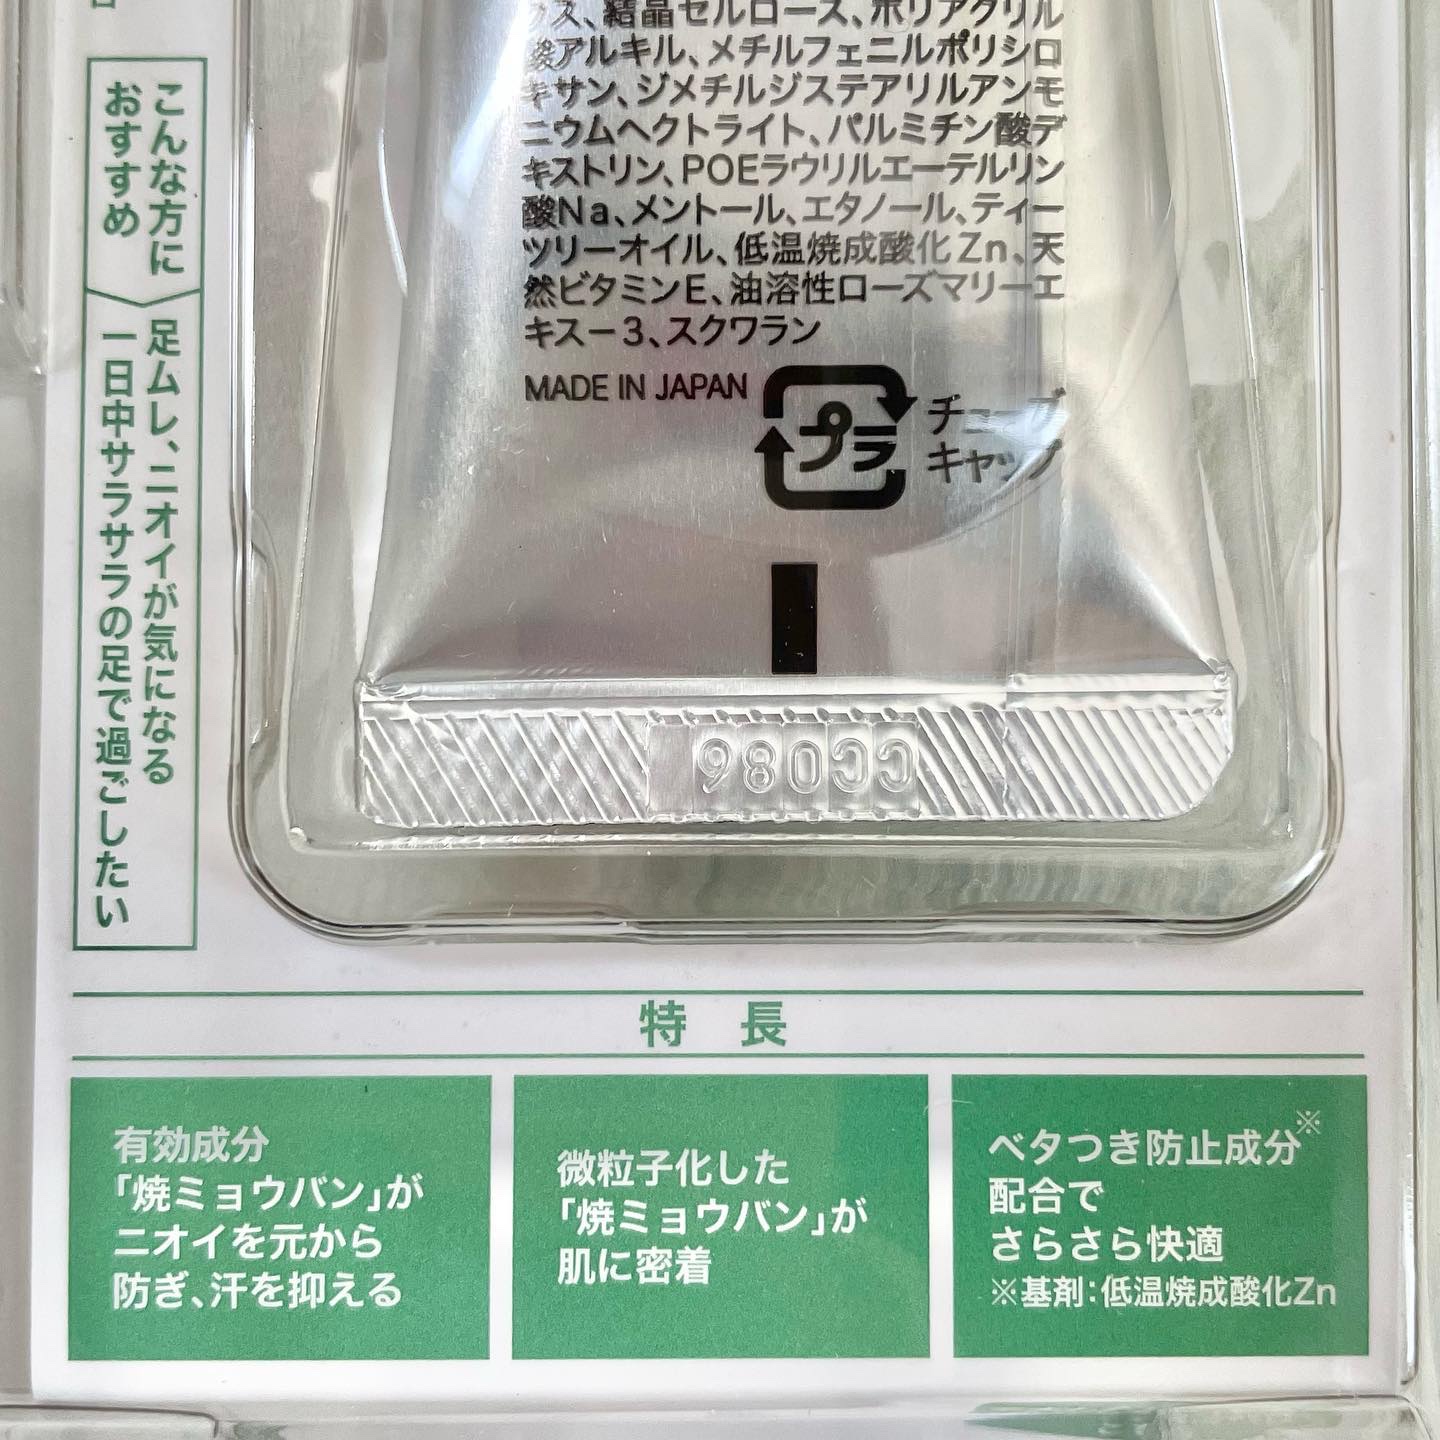 こんな方に
おすすめ
足ムレ、ニオイが気になる
一日中サラサラの足で過ごしたい
ス、結晶セルロース、ポリアクリル
酸アルキル、メチルフェニルポリシロ
キサン、ジメチルジステアリルアンモ
ニウムヘクトライト、パルミチン酸デ
キストリン、POEラウリルエーテルリン
酸Na、メントール、エタノール、ティー
ツリーオイル、低温焼成酸化Zn、天
然ビタミンE、油溶性ローズマリーエ
キスー3、スクワラン
MADE IN JAPAN
プラ
チューブ
キャップ
特 長
有効成分
「焼ミョウバン」が
ニオイを元から
防ぎ、汗を抑える
微粒子化した
「焼ミョウバン」が
肌に密着
ベタつき防止成分※
配合で
さらさら快適
※基剤:低温焼成酸化Zn